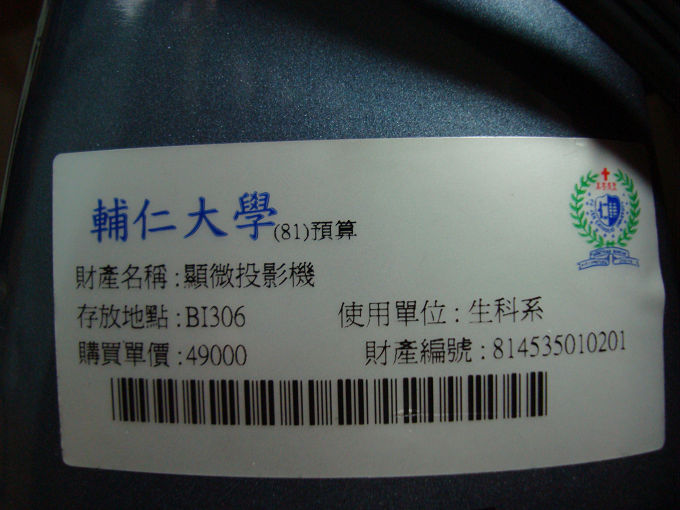 輔仁大學(81)預算
財產名稱:顯微投影機
存放地點:BI306 使用單位:生科系
購買單價:49000 財產編號:814535010201